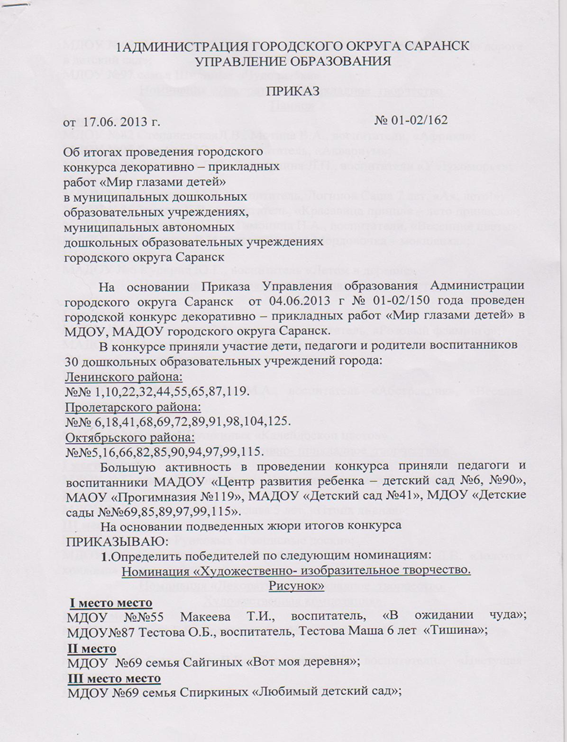 1АДМИНИСТРАЦИЯ ГОРОДСКОГО ОКРУГА САРАНСК
УПРАВЛЕНИЕ ОБРАЗОВАНИЯ
ПРИКАЗ
от 17.06. 2013 г. № 01-02/162
Об итогах проведения городского
конкурса декоративно – прикладных
работ «Мир глазами детей»
в муниципальных дошкольных
образовательных учреждениях,
муниципальных автономных
дошкольных образовательных учреждениях
городского округа Саранск
На основании Приказа Управления образования Администрации
городского округа Саранск от 04.06.2013 г № 01-02/150 года проведен
городской конкурс декоративно – прикладных работ «Мир глазами детей» в
МДОУ, МАДОУ городского округа Саранск.
В конкурсе приняли участие дети, педагоги и родители воспитанников
30 дошкольных образовательных учреждений города:
Ленинского района:
№№ 1,10,22,32,44,55,65,87,119.
Пролетарского района:
№№ 6,18,41,68,69,72,89,91,98,104,125.
Октябрьского района:
№№5,16,66,82,85,90,94,97,99,115.
Большую активность в проведении конкурса приняли педагоги и
воспитанники МАДОУ «Центр развития ребенка – детский сад №6, №90»,
МАОУ «Прогимназия №119», МАДОУ «Детский сад №41», МДОУ «Детские
сады №№69,85,89,97,99,115».
На основании подведенных жюри итогов конкурса
ПРИКАЗЫВАЮ:
1.Определить победителей по следующим номинациям:
Номинация «Художественно- изобразительное творчество.
Рисунок»
I место место
МДОУ №№55 Макеева Т.И., воспитатель, «В ожидании чуда»;
МДОУ№87 Тестова О.Б., воспитатель, Тестова Маша 6 лет «Тишина»;
II место
МДОУ №69 семья Сайгиных «Вот моя деревня»;
III место место
МДОУ №69 семья Спиркиных «Любимый детский сад»;